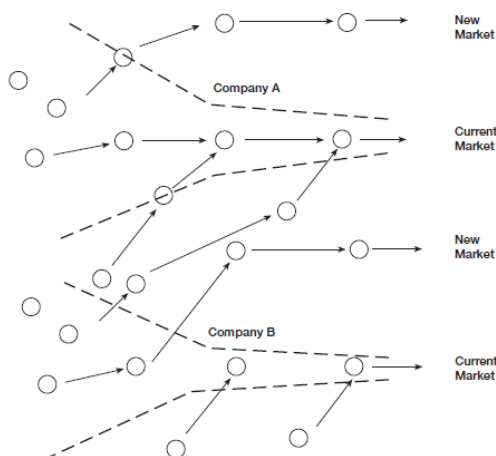 New
Market
Company A
Current
Market
New
Market
Company B
Current
Market